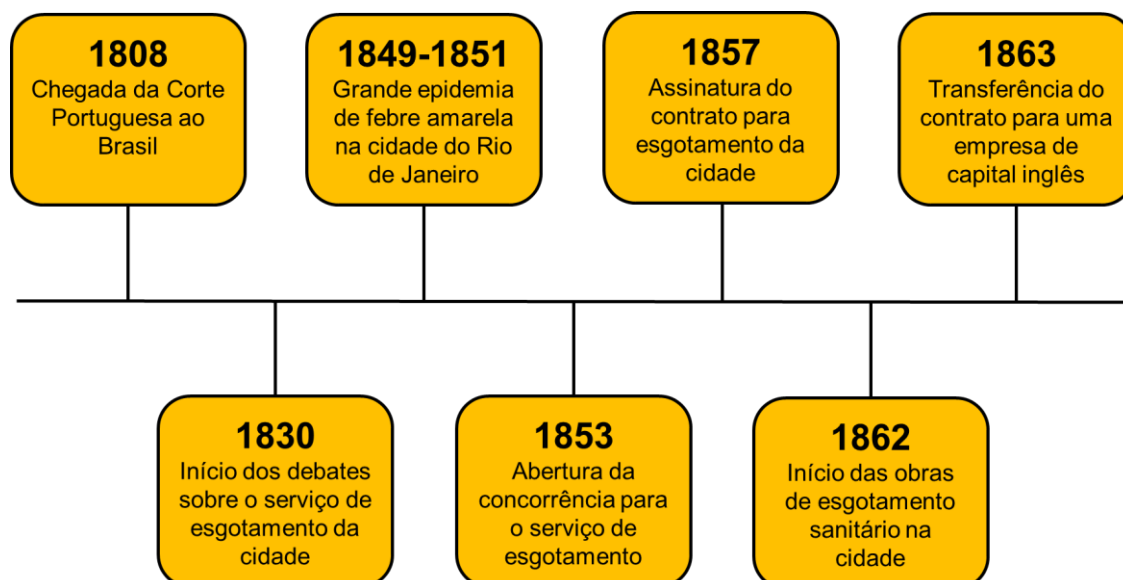 1808
Chegada da Corte
Portuguesa ao
Brasil
1849-1851
Grande epidemia
de febre amarela
na cidade do Rio
de Janeiro
1857
Assinatura do
contrato para
esgotamento da
cidade
1863
Transferência do
contrato para uma
empresa de
capital inglês
1830
Início dos debates
sobre o serviço de
esgotamento da
cidade
1853
Abertura da
concorrência para
o serviço de
esgotamento
1862
Início das obras
de esgotamento
sanitário na
cidade